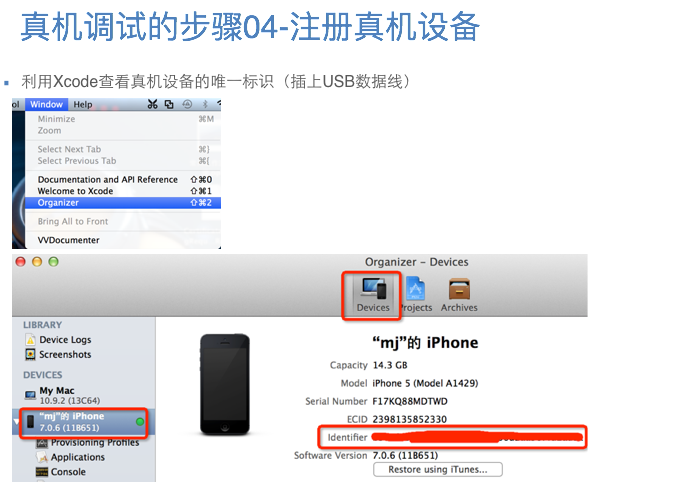 真机调试的步骤04-注册真机设备
利用Xcode查看真机设备的唯一标识（插上USB数据线）
ol Window Help
Minimize ⌘M
Zoom
Select Next Tab ⌘}
Select Previous Tab ⌘{
Documentation and API Reference ⇧⌘0
Welcome to Xcode ⇧⌘1
Organizer ⇧⌘2
Bring All to Front
VVDocumenter
Organizer - Devices
Devices Projects Archives
LIBRARY
Device Logs
Screenshots
DEVICES
My Mac
10.9.2 (13C64)
“mj”的 iPhone
7.0.6 (11B651)
Provisioning Profiles
Applications
Console
“mj”的 iPhone
Capacity 14.3 GB
Model iPhone 5 (Model A1429)
Serial Number F17KQ88MDTWD
ECID 2398135852330
Identifier
Software Version 7.0.6 (11B651)
Restore using iTunes...